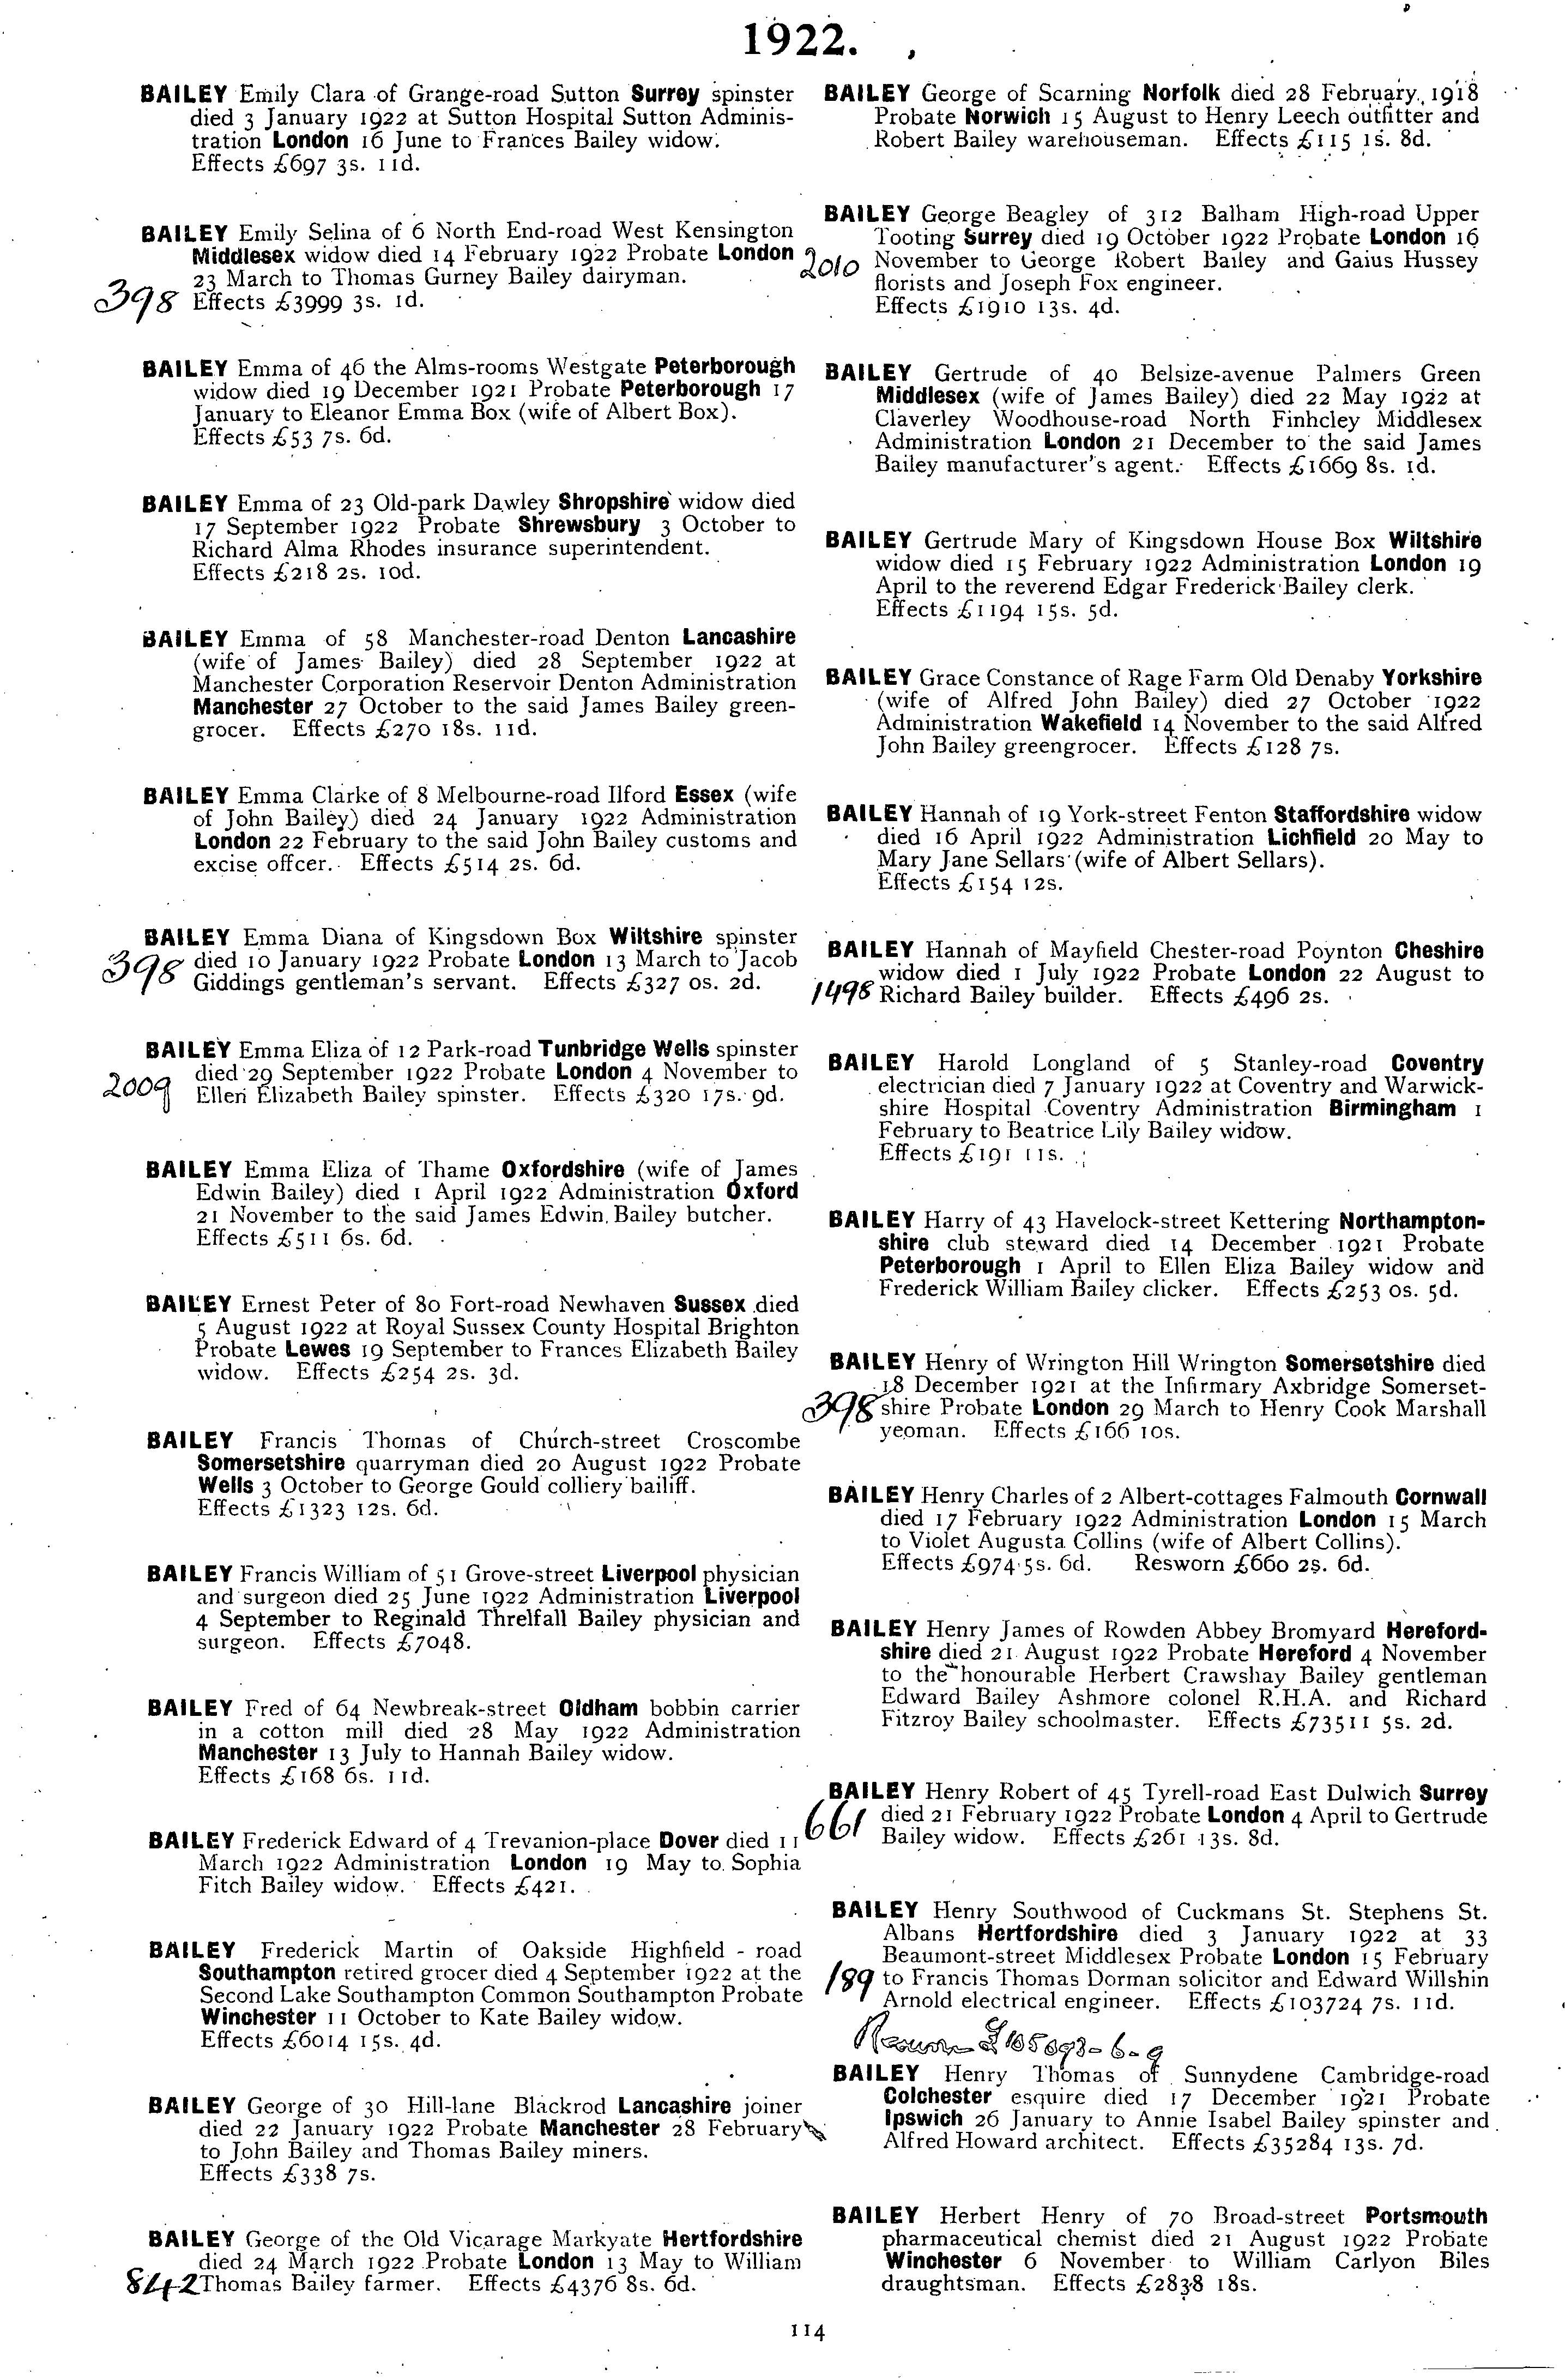 1922.
BAILEY Emily Clara of Grange-road Sutton Surrey spinster
died 3 January 1922 at Sutton Hospital Sutton Adminis-
tration London 16 June to Frances Bailey widow.
Effects £697 3s. 11d.
BAILEY Emily Selina of 6 North End-road West Kensington
Middlesex widow died 14 February 1922 Probate London
23 March to Thomas Gurney Bailey dairyman.
398 Effects £3999 3s. 1d.
BAILEY Emma of 46 the Alms-rooms Westgate Peterborough
widow died 19 December 1921 Probate Peterborough 17
January to Eleanor Emma Box (wife of Albert Box).
Effects £53 7s. 6d.
BAILEY Emma of 23 Old-park Dawley Shropshire widow died
17 September 1922 Probate Shrewsbury 3 October to
Richard Alma Rhodes insurance superintendent.
Effects £218 2s. 10d.
BAILEY Emma of 58 Manchester-road Denton Lancashire
(wife of James Bailey) died 28 September 1922 at
Manchester Corporation Reservoir Denton Administration
Manchester 27 October to the said James Bailey green-
grocer. Effects £270 18s. 11d.
BAILEY Emma Clarke of 8 Melbourne-road Ilford Essex (wife
of John Bailey) died 24 January 1922 Administration
London 22 February to the said John Bailey customs and
excise offcer. Effects £514 2s. 6d.
BAILEY Emma Diana of Kingsdown Box Wiltshire spinster
398 died 10 January 1922 Probate London 13 March to Jacob
Giddings gentleman's servant. Effects £327 0s. 2d.
BAILEY Emma Eliza of 12 Park-road Tunbridge Wells spinster
2009 died 29 September 1922 Probate London 4 November to
Ellen Elizabeth Bailey spinster. Effects £320 17s. 9d.
BAILEY Emma Eliza of Thame Oxfordshire (wife of James
Edwin Bailey) died 1 April 1922 Administration Oxford
21 November to the said James Edwin Bailey butcher.
Effects £511 6s. 6d.
BAILEY Ernest Peter of 80 Fort-road Newhaven Sussex died
5 August 1922 at Royal Sussex County Hospital Brighton
Probate Lewes 19 September to Frances Elizabeth Bailey
widow. Effects £254 2s. 3d.
BAILEY Francis Thomas of Church-street Croscombe
Somersetshire quarryman died 20 August 1922 Probate
Wells 3 October to George Gould colliery bailiff.
Effects £1323 12s. 6d.
BAILEY Francis William of 51 Grove-street Liverpool physician
and surgeon died 25 June 1922 Administration Liverpool
4 September to Reginald Threlfall Bailey physician and
surgeon. Effects £7048.
BAILEY Fred of 64 Newbreak-street Oldham bobbin carrier
in a cotton mill died 28 May 1922 Administration
Manchester 13 July to Hannah Bailey widow.
Effects £168 6s. 11d.
BAILEY Frederick Edward of 4 Trevanion-place Dover died 11
March 1922 Administration London 19 May to Sophia
Fitch Bailey widow. Effects £421.
BAILEY Frederick Martin of Oakside Highfield - road
Southampton retired grocer died 4 September 1922 at the
Second Lake Southampton Common Southampton Probate
Winchester 11 October to Kate Bailey widow.
Effects £6014 15s. 4d.
BAILEY George of 30 Hill-lane Blackrod Lancashire joiner
died 22 January 1922 Probate Manchester 28 February
to John Bailey and Thomas Bailey miners.
Effects £338 7s.
BAILEY George of the Old Vicarage Markyate Hertfordshire
died 24 March 1922 Probate London 13 May to William
842 Thomas Bailey farmer. Effects £4376 8s. 6d.
BAILEY George of Scarning Norfolk died 28 February 1918
Probate Norwich 15 August to Henry Leech outfitter and
Robert Bailey warehouseman. Effects £115 1s. 8d.
BAILEY George Beagley of 312 Balham High-road Upper
Tooting Surrey died 19 October 1922 Probate London 16
2010 November to George Robert Bailey and Gaius Hussey
florists and Joseph Fox engineer.
Effects £1910 13s. 4d.
BAILEY Gertrude of 40 Belsize-avenue Palmers Green
Middlesex (wife of James Bailey) died 22 May 1922 at
Claverley Woodhouse-road North Finhcley Middlesex
Administration London 21 December to the said James
Bailey manufacturer's agent. Effects £1669 8s. 1d.
BAILEY Gertrude Mary of Kingsdown House Box Wiltshire
widow died 15 February 1922 Administration London 19
April to the reverend Edgar Frederick Bailey clerk.
Effects £1194 15s. 5d.
BAILEY Grace Constance of Rage Farm Old Denaby Yorkshire
(wife of Alfred John Bailey) died 27 October 1922
Administration Wakefield 14 November to the said Alfred
John Bailey greengrocer. Effects £128 7s.
BAILEY Hannah of 19 York-street Fenton Staffordshire widow
died 16 April 1922 Administration Lichfield 20 May to
Mary Jane Sellars (wife of Albert Sellars).
Effects £154 12s.
BAILEY Hannah of Mayfield Chester-road Poynton Cheshire
widow died 1 July 1922 Probate London 22 August to
1498 Richard Bailey builder. Effects £496 2s.
BAILEY Harold Longland of 5 Stanley-road Coventry
electrician died 7 January 1922 at Coventry and Warwick-
shire Hospital Coventry Administration Birmingham 1
February to Beatrice Lily Bailey widow.
Effects £191 11s.
BAILEY Harry of 43 Havelock-street Kettering Northampton-
shire club steward died 14 December 1921 Probate
Peterborough 1 April to Ellen Eliza Bailey widow and
Frederick William Bailey clicker. Effects £253 0s. 5d.
BAILEY Henry of Wrington Hill Wrington Somersetshire died
18 December 1921 at the Infirmary Axbridge Somerset-
398 shire Probate London 29 March to Henry Cook Marshall
yeoman. Effects £166 10s.
BAILEY Henry Charles of 2 Albert-cottages Falmouth Cornwall
died 17 February 1922 Administration London 15 March
to Violet Augusta Collins (wife of Albert Collins).
Effects £974 5s. 6d. Resworn £660 2s. 6d.
BAILEY Henry James of Rowden Abbey Bromyard Hereford-
shire died 21 August 1922 Probate Hereford 4 November
to the honourable Herbert Crawshay Bailey gentleman
Edward Bailey Ashmore colonel R.H.A. and Richard
Fitzroy Bailey schoolmaster. Effects £73511 5s. 2d.
BAILEY Henry Robert of 45 Tyrell-road East Dulwich Surrey
661 died 21 February 1922 Probate London 4 April to Gertrude
Bailey widow. Effects £261 13s. 8d.
BAILEY Henry Southwood of Cuckmans St. Stephens St.
Albans Hertfordshire died 3 January 1922 at 33
Beaumont-street Middlesex Probate London 15 February
189 to Francis Thomas Dorman solicitor and Edward Willshin
Arnold electrical engineer. Effects £103724 7s. 11d.
Resworn
BAILEY Henry Thomas of Sunnydene Cambridge-road
Colchester esquire died 17 December 1921 Probate
Ipswich 26 January to Annie Isabel Bailey spinster and
Alfred Howard architect. Effects £35284 13s. 7d.
BAILEY Herbert Henry of 70 Broad-street Portsmouth
pharmaceutical chemist died 21 August 1922 Probate
Winchester 6 November to William Carlyon Biles
draughtsman. Effects £2838 18s.
114